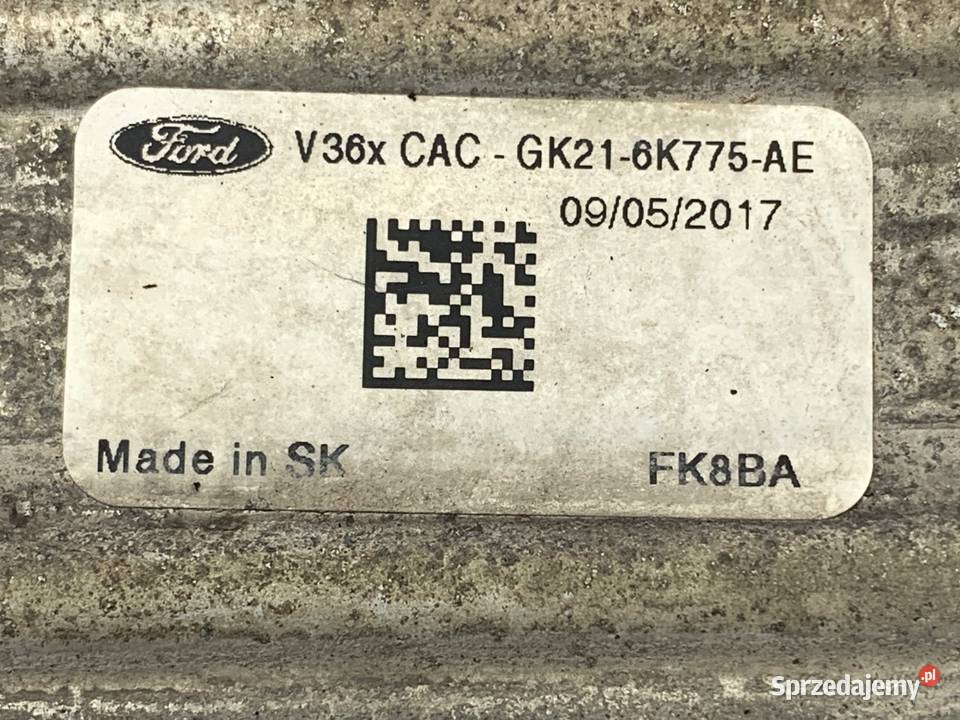 Ford V36x CAC - GK21-6K775-AE
09/05/2017
Made in SK FK8BA
Sprzedajemy.pl